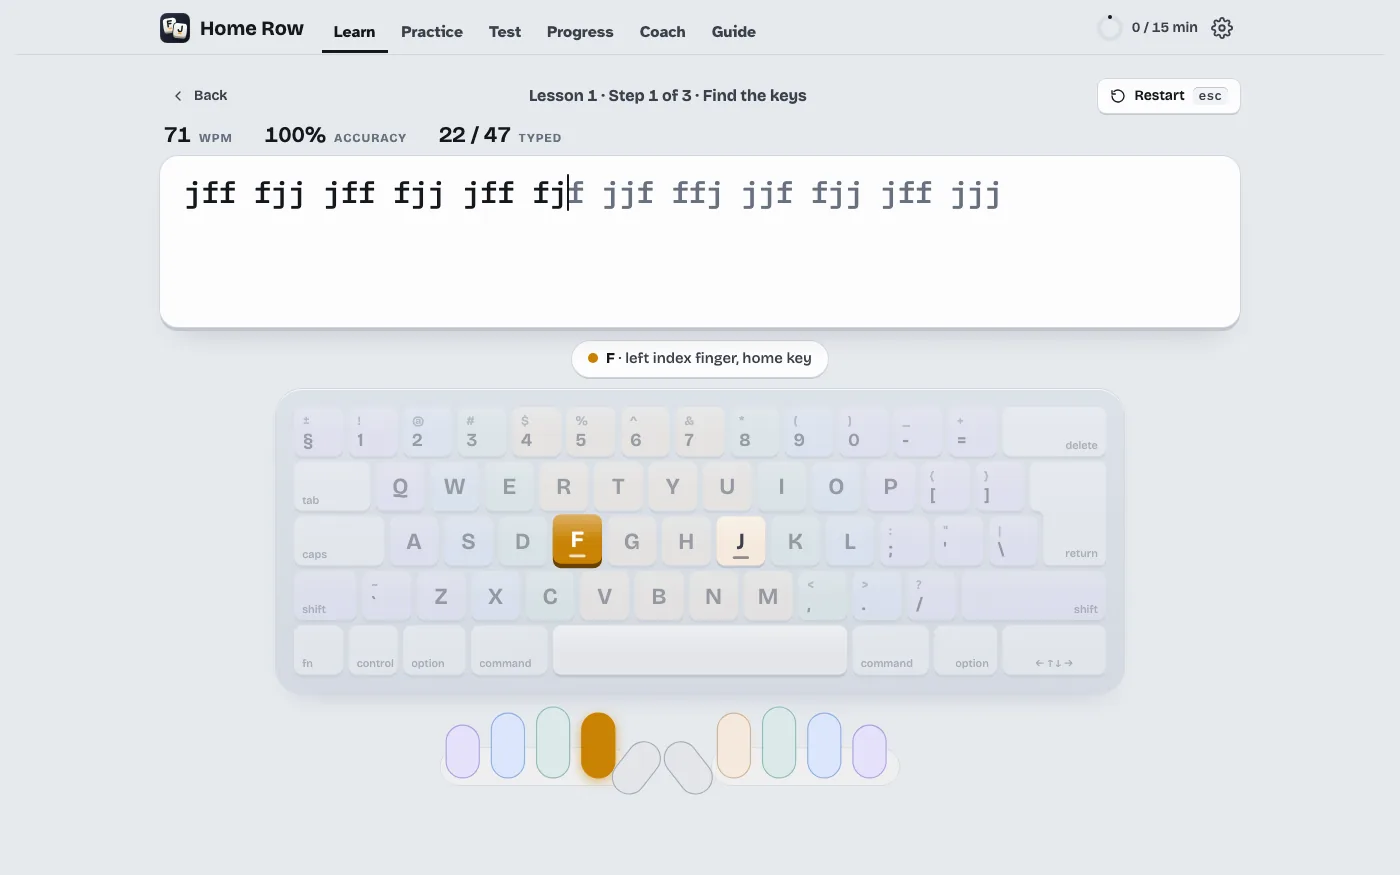 Home Row
Learn
Practice
Test
Progress
Coach
Guide
0 / 15 min
Back
Lesson 1 · Step 1 of 3 · Find the keys
Restart esc
71 WPM
100% ACCURACY
22 / 47 TYPED
jff fjj jff fjj jff fjf jjf ffj jjf fjj jff jjj
F · left index finger, home key
± ! @ # $ % ^ & * ( ) _ +
§ 1 2 3 4 5 6 7 8 9 0 - = delete
tab Q W E R T Y U I O P { [ } ]
caps A S D F G H J K L : ; " ' | \ return
shift ~ ` Z X C V B N M < , > . ? / shift
fn control option command command option ← ↑ ↓ →